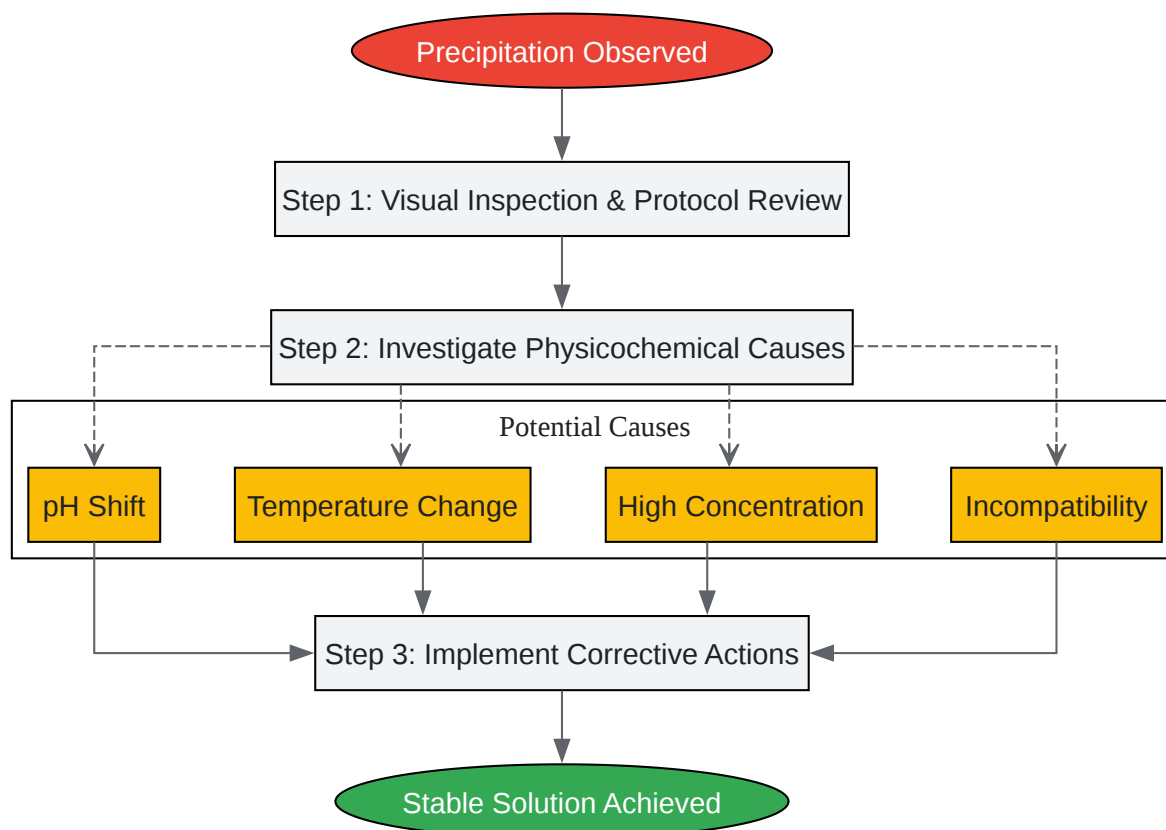 Precipitation Observed
Step 1: Visual Inspection & Protocol Review
Step 2: Investigate Physicochemical Causes
Potential Causes
pH Shift
Temperature Change
High Concentration
Incompatibility
Step 3: Implement Corrective Actions
Stable Solution Achieved